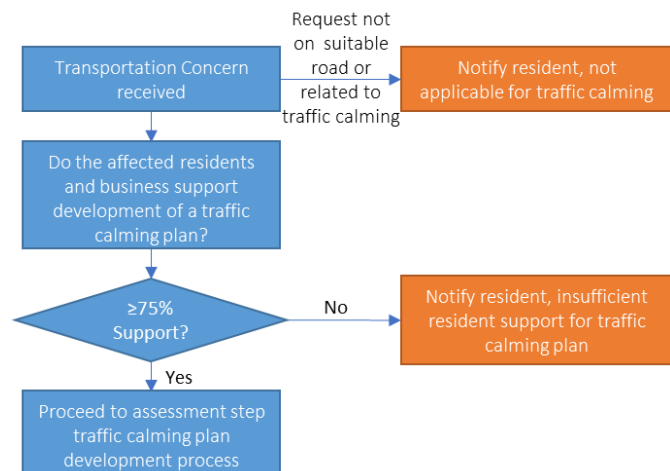 Transportation Concern
received
Request not
on suitable
road or
related to
traffic calming
Notify resident, not
applicable for traffic calming
Do the affected residents
and business support
development of a traffic
calming plan?
≥75%
Support?
No
Notify resident, insufficient
resident support for traffic
calming plan
Yes
Proceed to assessment step
traffic calming plan
development process